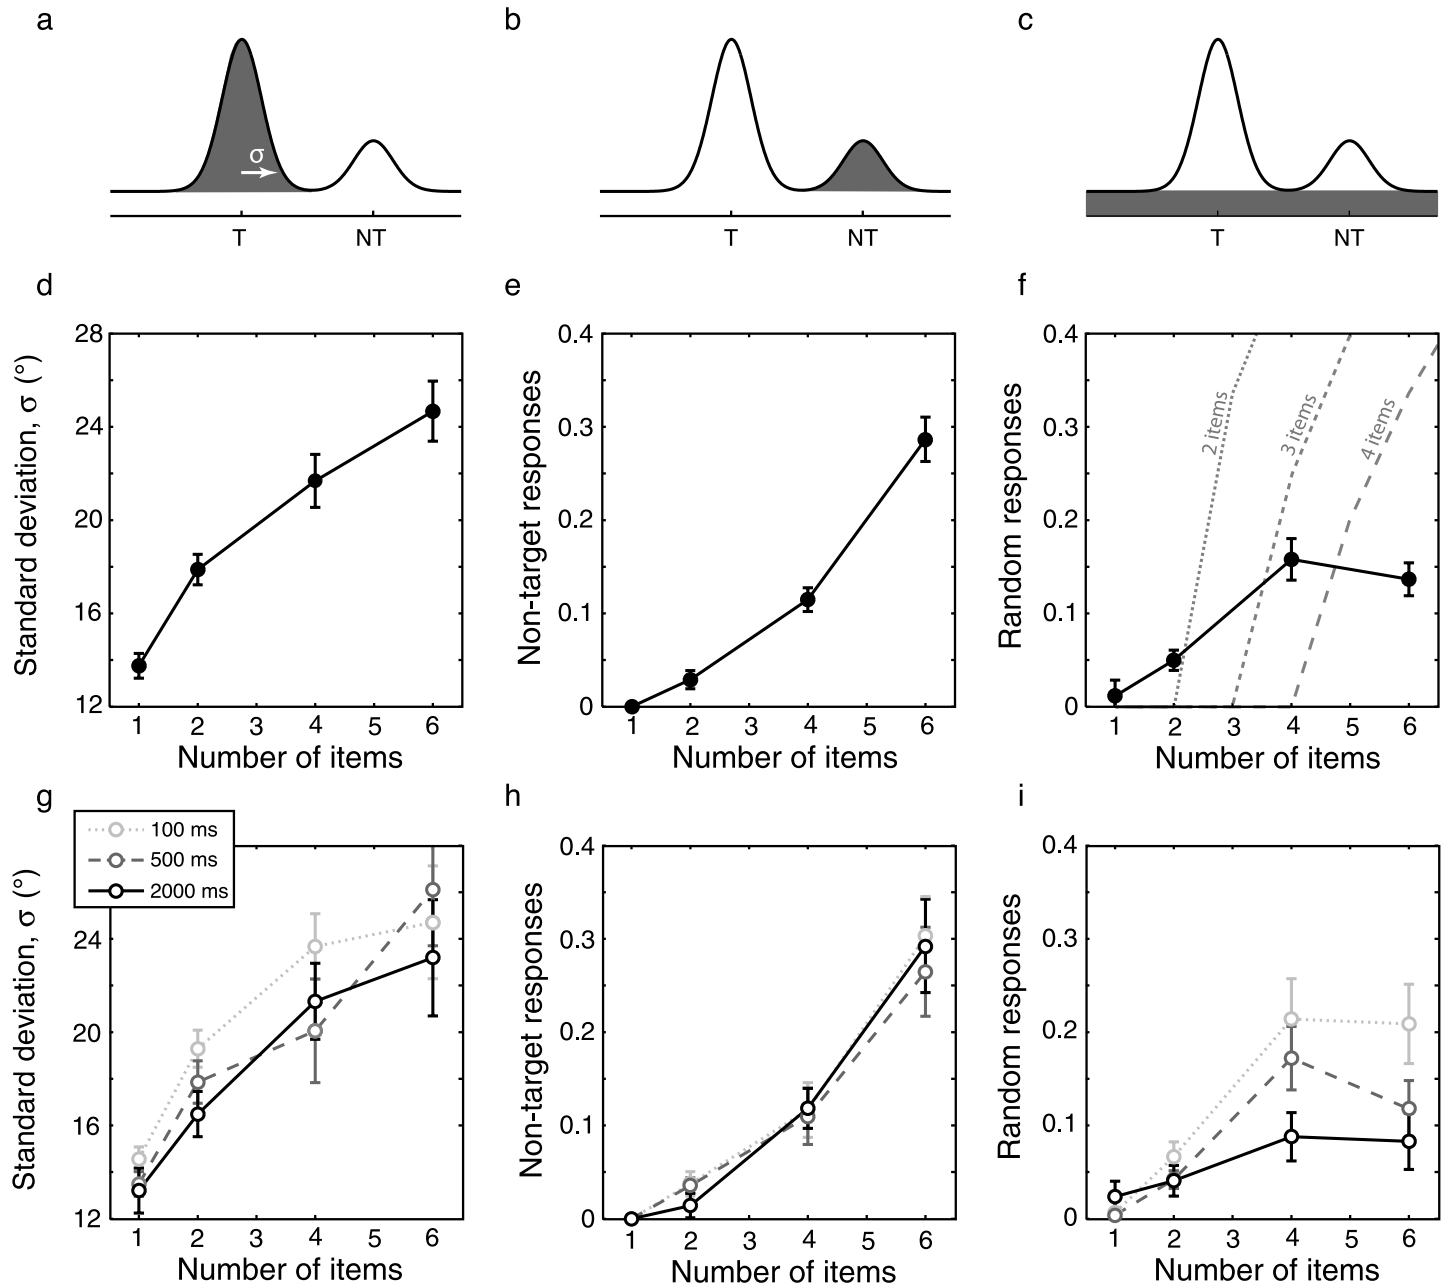 a
b
c
σ
T NT
T NT
T NT
d
e
f
28
24
20
16
12
Standard deviation, σ (°)
1 2 3 4 5 6
Number of items
0.4
0.3
0.2
0.1
0
Non-target responses
1 2 3 4 5 6
Number of items
0.4
0.3
0.2
0.1
0
Random responses
2 items
3 items
4 items
1 2 3 4 5 6
Number of items
g
h
i
100 ms
500 ms
2000 ms
24
20
16
12
Standard deviation, σ (°)
1 2 3 4 5 6
Number of items
0.4
0.3
0.2
0.1
0
Non-target responses
1 2 3 4 5 6
Number of items
0.4
0.3
0.2
0.1
0
Random responses
1 2 3 4 5 6
Number of items